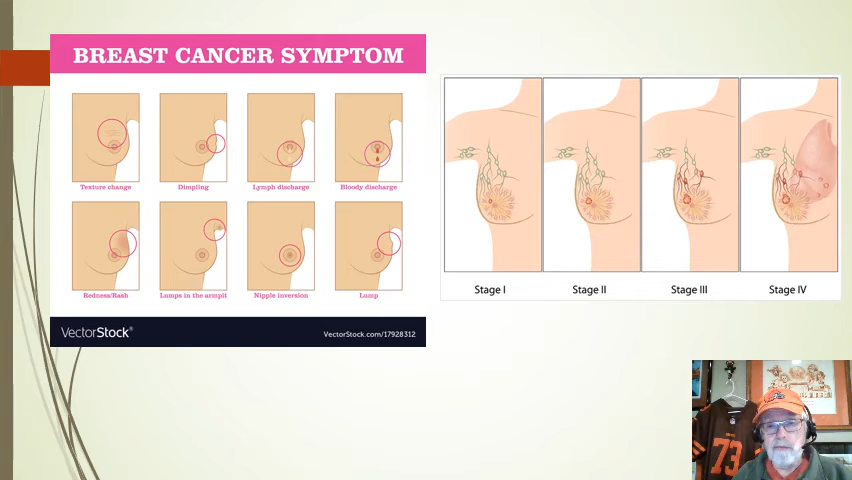 BREAST CANCER SYMPTOM
Texture change
Dimpling
Lymph discharge
Bloody discharge
Redness/Rash
Lumps in the armpit
Nipple inversion
Lump
VectorStock®
VectorStock.com/17928312
Stage I
Stage II
Stage III
Stage IV
73